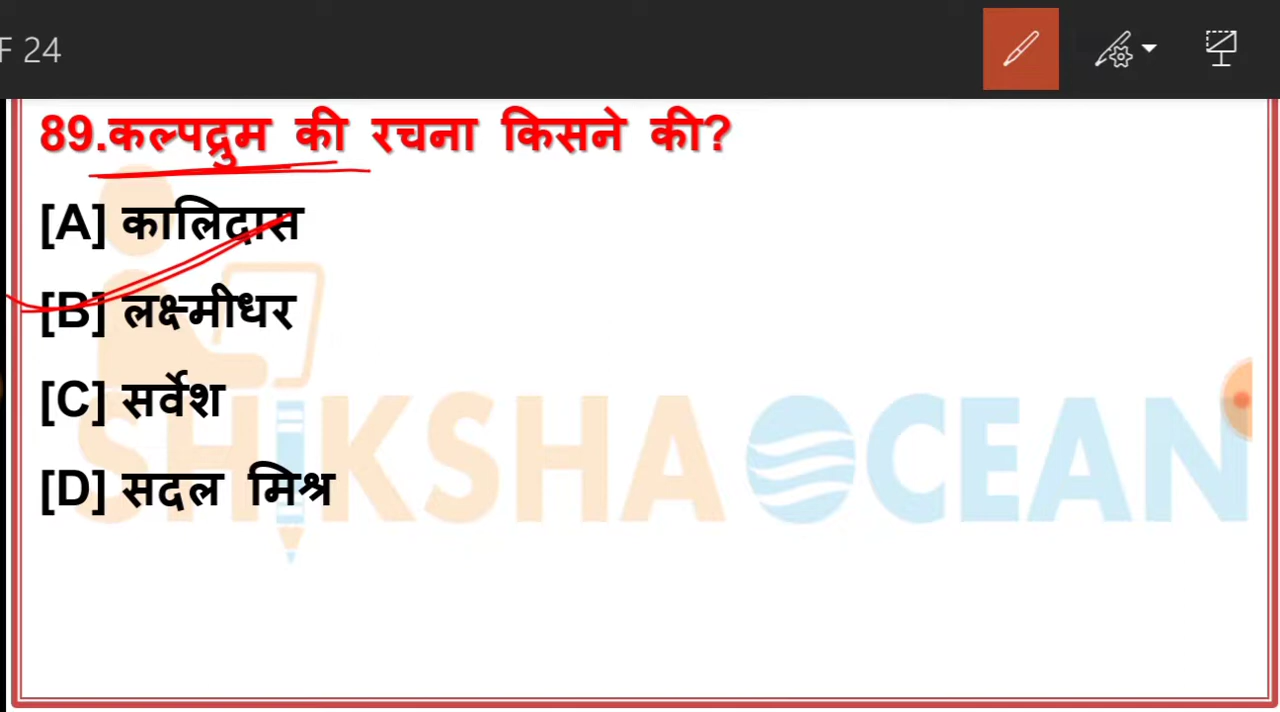 F 24
89.कल्पद्रुम की रचना किसने की?
[A] कालिदास
[B] लक्ष्मीधर
[C] सर्वेश
[D] सदल मिश्र
SHIKSHA OCEAN